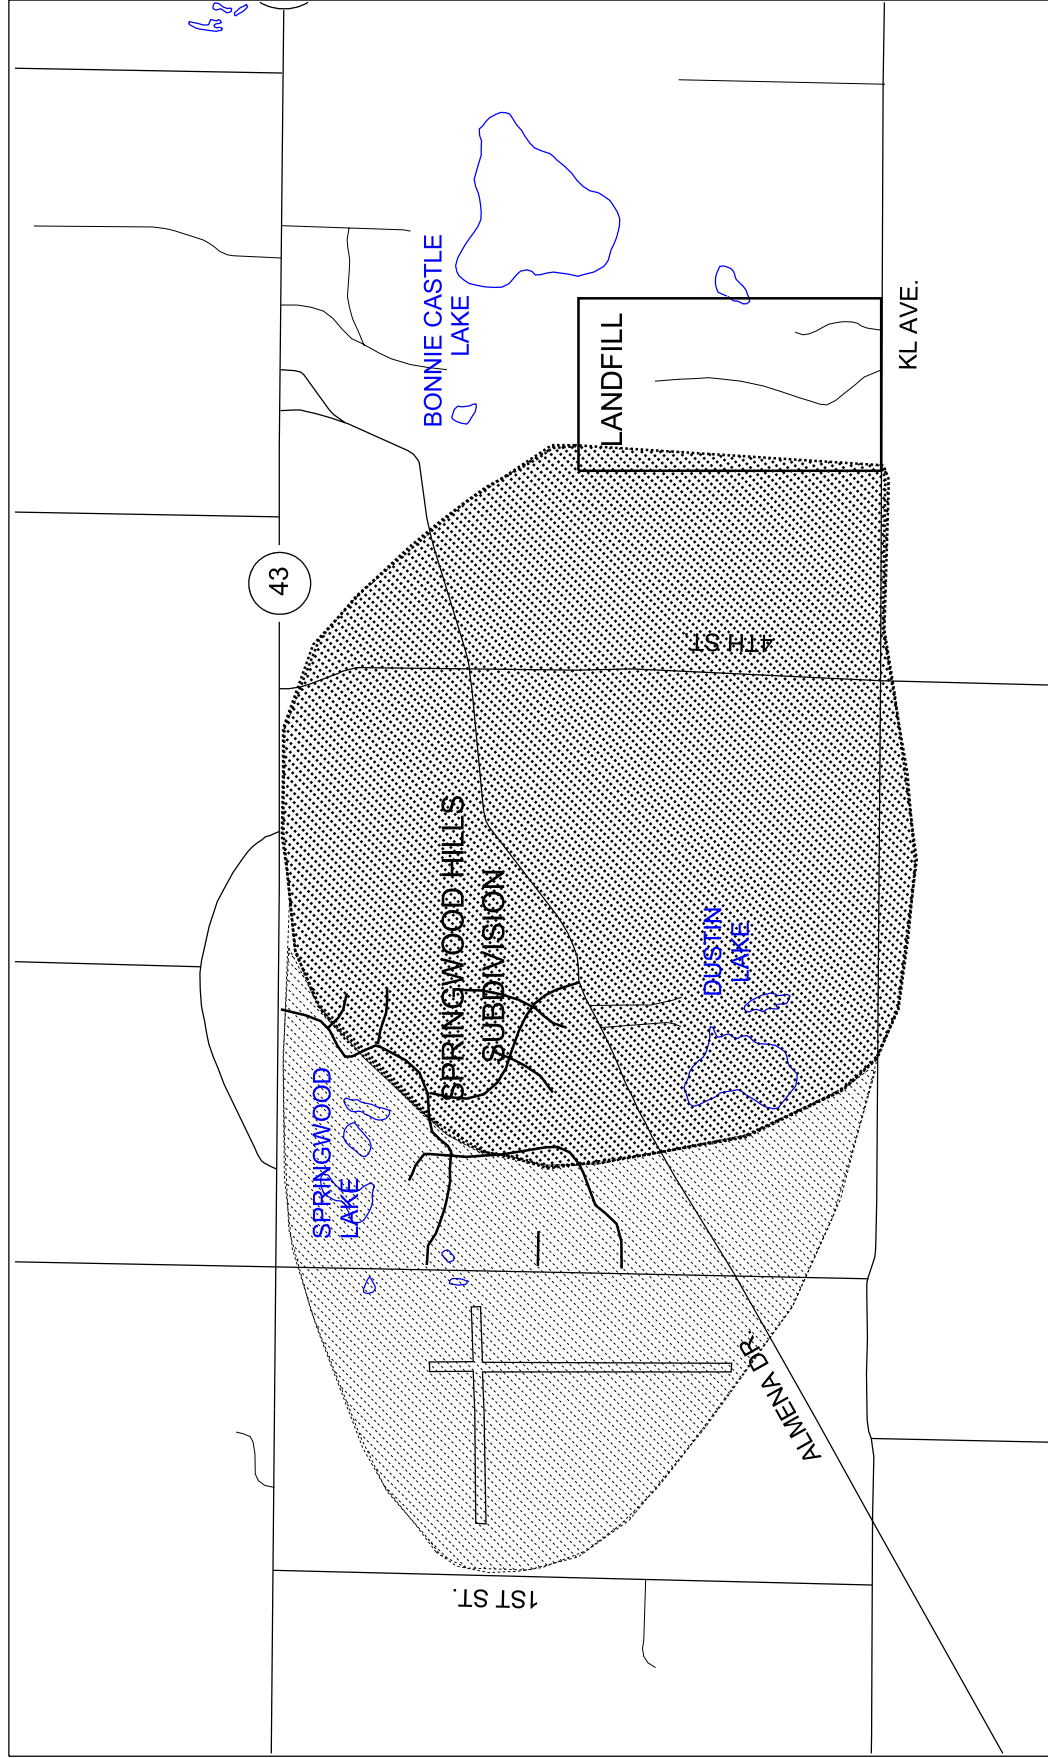 43
BONNIE CASTLE
LAKE
LANDFILL
KL AVE.
4TH ST.
SPRINGWOOD HILLS
SUBDIVISION
DUSTIN
LAKE
SPRINGWOOD
LAKE
ALMENA DR.
1ST ST.